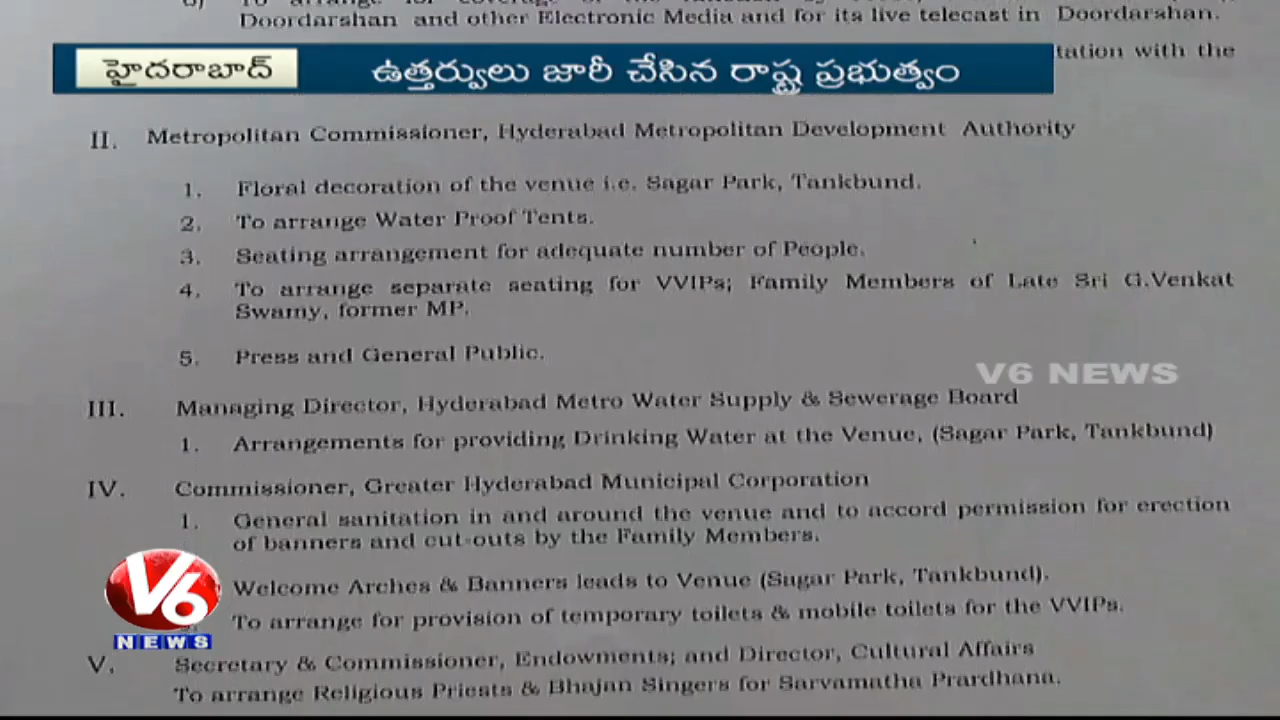 Doordarshan and other Electronic Media and for its live telecast in Doordarshan.
tation with the
హైదరాబాద్ ఉత్తర్వులు జారీ చేసిన రాష్ట్ర ప్రభుత్వం
II. Metropolitan Commissioner, Hyderabad Metropolitan Development Authority
1. Floral decoration of the venue i.e. Sagar Park, Tankbund.
2. To arrange Water Proof Tents.
3. Seating arrangement for adequate number of People.
4. To arrange separate seating for VVIPs; Family Members of Late Sri G.Venkat
Swamy, former MP.
5. Press and General Public.
V6 NEWS
III. Managing Director, Hyderabad Metro Water Supply & Sewerage Board
1. Arrangements for providing Drinking Water at the Venue, (Sagar Park, Tankbund)
IV. Commissioner, Greater Hyderabad Municipal Corporation
1. General sanitation in and around the venue and to accord permission for erection
of banners and cut-outs by the Family Members.
Welcome Arches & Banners leads to Venue (Sagar Park, Tankbund).
To arrange for provision of temporary toilets & mobile toilets for the VVIPs.
V6
NEWS
V. Secretary & Commissioner, Endowments; and Director, Cultural Affairs
To arrange Religious Priests & Bhajan Singers for Sarvamatha Prardhana.